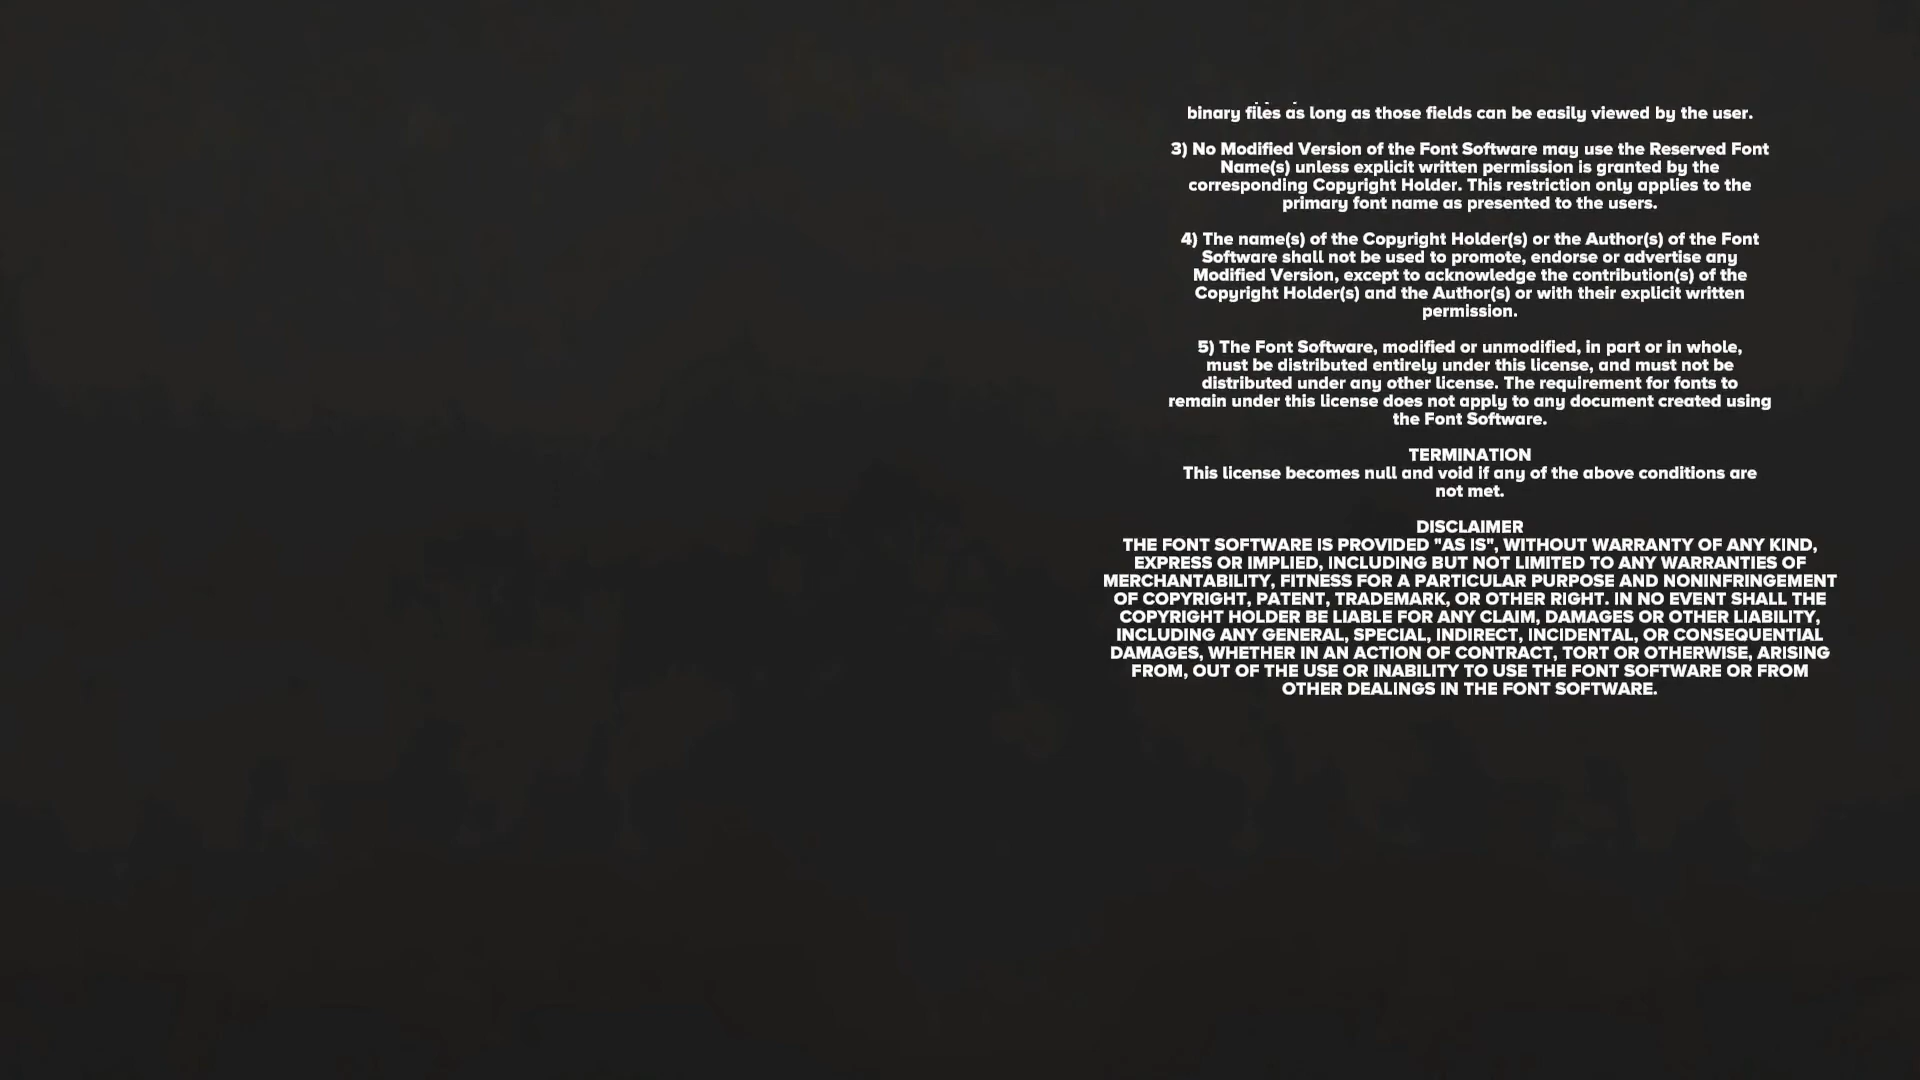 binary files as long as those fields can be easily viewed by the user.
3) No Modified Version of the Font Software may use the Reserved Font
Name(s) unless explicit written permission is granted by the
corresponding Copyright Holder. This restriction only applies to the
primary font name as presented to the users.
4) The name(s) of the Copyright Holder(s) or the Author(s) of the Font
Software shall not be used to promote, endorse or advertise any
Modified Version, except to acknowledge the contribution(s) of the
Copyright Holder(s) and the Author(s) or with their explicit written
permission.
5) The Font Software, modified or unmodified, in part or in whole,
must be distributed entirely under this license, and must not be
distributed under any other license. The requirement for fonts to
remain under this license does not apply to any document created using
the Font Software.
TERMINATION
This license becomes null and void if any of the above conditions are
not met.
DISCLAIMER
THE FONT SOFTWARE IS PROVIDED "AS IS", WITHOUT WARRANTY OF ANY KIND,
EXPRESS OR IMPLIED, INCLUDING BUT NOT LIMITED TO ANY WARRANTIES OF
MERCHANTABILITY, FITNESS FOR A PARTICULAR PURPOSE AND NONINFRINGEMENT
OF COPYRIGHT, PATENT, TRADEMARK, OR OTHER RIGHT. IN NO EVENT SHALL THE
COPYRIGHT HOLDER BE LIABLE FOR ANY CLAIM, DAMAGES OR OTHER LIABILITY,
INCLUDING ANY GENERAL, SPECIAL, INDIRECT, INCIDENTAL, OR CONSEQUENTIAL
DAMAGES, WHETHER IN AN ACTION OF CONTRACT, TORT OR OTHERWISE, ARISING
FROM, OUT OF THE USE OR INABILITY TO USE THE FONT SOFTWARE OR FROM
OTHER DEALINGS IN THE FONT SOFTWARE.